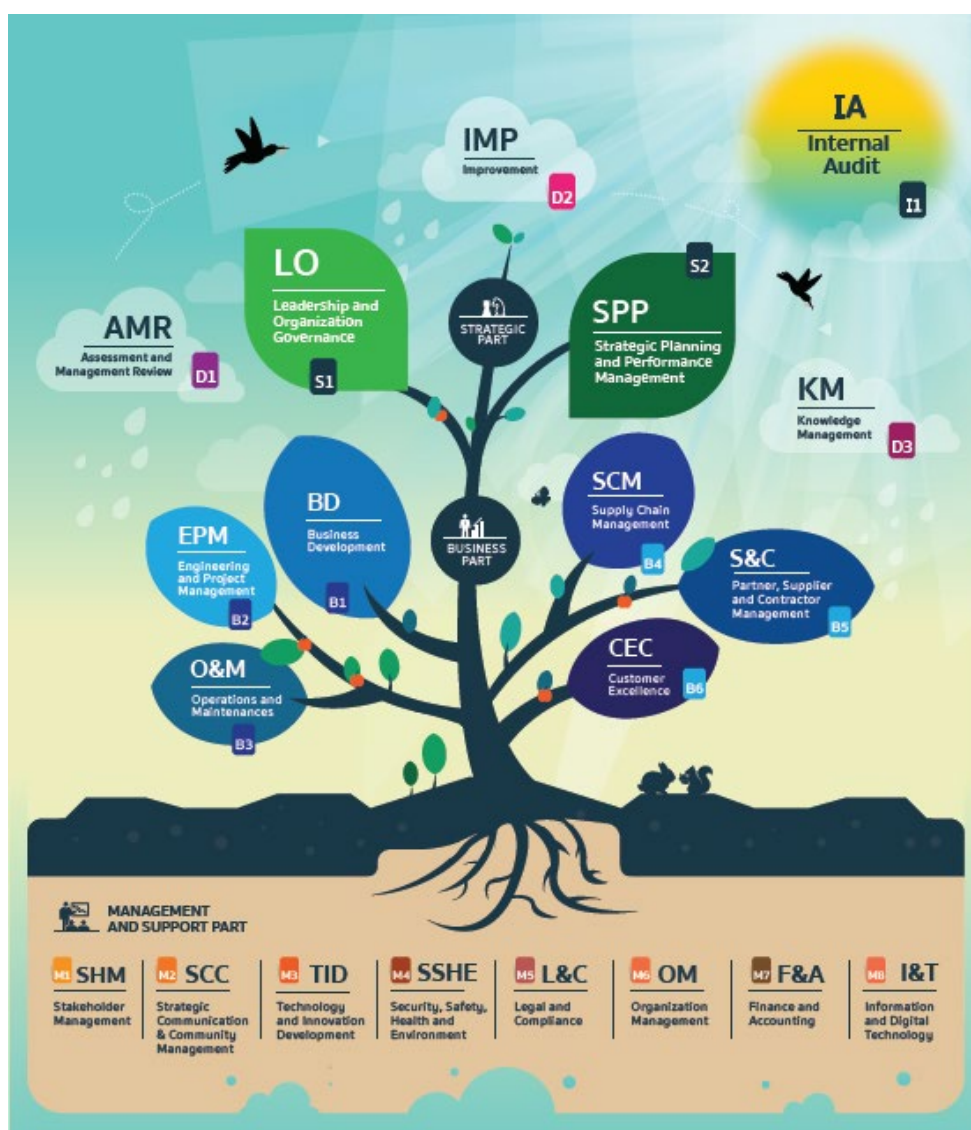 IA
Internal
Audit
I1
IMP
Improvement
D2
LO
Leadership and
Organization
Governance
S1
STRATEGIC
PART
S2
SPP
Strategic Planning
and Performance
Management
AMR
Assessment and
Management Review
D1
KM
Knowledge
Management
D3
BD
Business
Development
B1
BUSINESS
PART
SCM
Supply Chain
Management
B4
EPM
Engineering
and Project
Management
B2
S&C
Partner, Supplier
and Contractor
Management
B5
O&M
Operations and
Maintenances
B3
CEC
Customer
Excellence
B6
MANAGEMENT
AND SUPPORT PART
M1 SHM
Stakeholder
Management
M2 SCC
Strategic
Communication
& Community
Management
M3 TID
Technology
and Innovation
Development
M4 SSHE
Security, Safety,
Health and
Environment
M5 L&C
Legal and
Compliance
M6 OM
Organization
Management
M7 F&A
Finance and
Accounting
M8 I&T
Information
and Digital
Technology